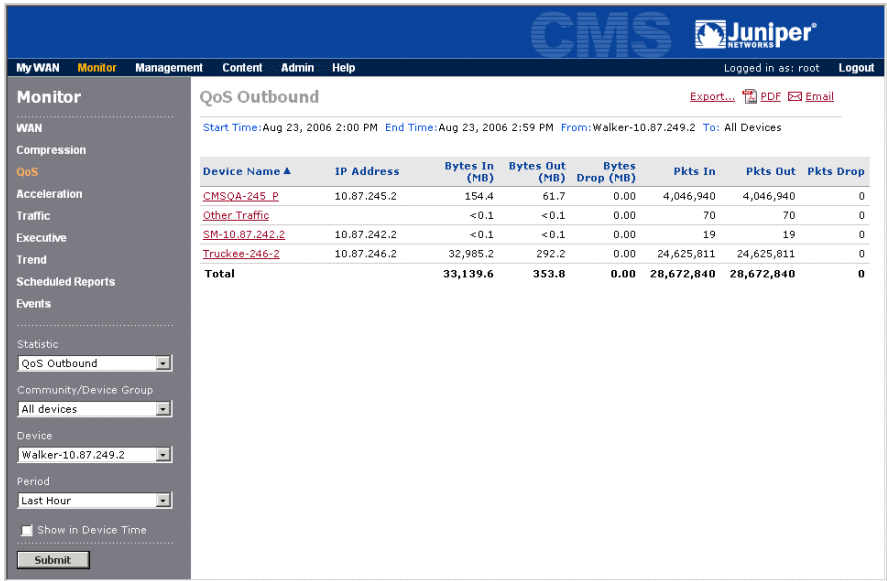 CMS
Juniper®
NETWORKS
My WAN Monitor Management Content Admin Help Logged in as: root Logout
Monitor
WAN
Compression
QoS
Acceleration
Traffic
Executive
Trend
Scheduled Reports
Events
Statistic
QoS Outbound
Community/Device Group
All devices
Device
Walker-10.87.249.2
Period
Last Hour
Show in Device Time
Submit
QoS Outbound
Export... PDF Email
Start Time:Aug 23, 2006 2:00 PM End Time:Aug 23, 2006 2:59 PM From:Walker-10.87.249.2 To: All Devices
Device Name IP Address Bytes In (MB) Bytes Out (MB) Bytes Drop (MB) Pkts In Pkts Out Pkts Drop
CMSQA-245_P 10.87.245.2 154.4 61.7 0.00 4,046,940 4,046,940 0
Other Traffic <0.1 <0.1 0.00 70 70 0
SM-10.87.242.2 10.87.242.2 <0.1 <0.1 0.00 19 19 0
Truckee-246-2 10.87.246.2 32,985.2 292.2 0.00 24,625,811 24,625,811 0
Total 33,139.6 353.8 0.00 28,672,840 28,672,840 0